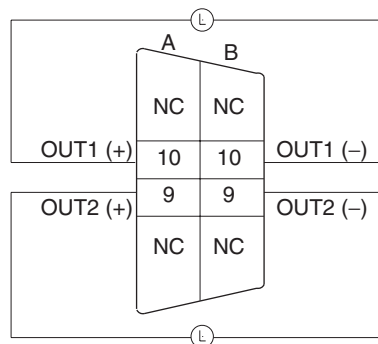 L
A B
NC NC
OUT1 (+) 10 10 OUT1 (–)
OUT2 (+) 9 9 OUT2 (–)
NC NC
L